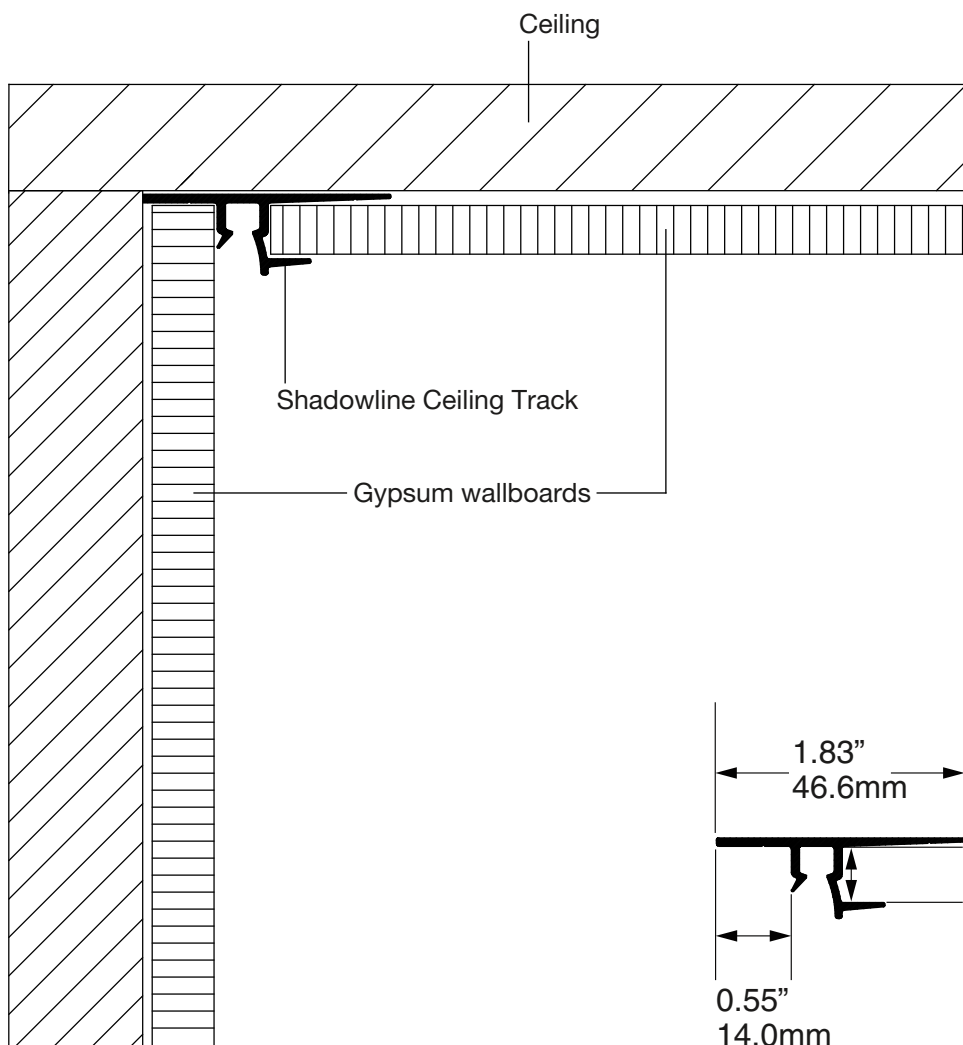 Ceiling
Shadowline Ceiling Track
Gypsum wallboards
1.83”
46.6mm
0.55”
14.0mm